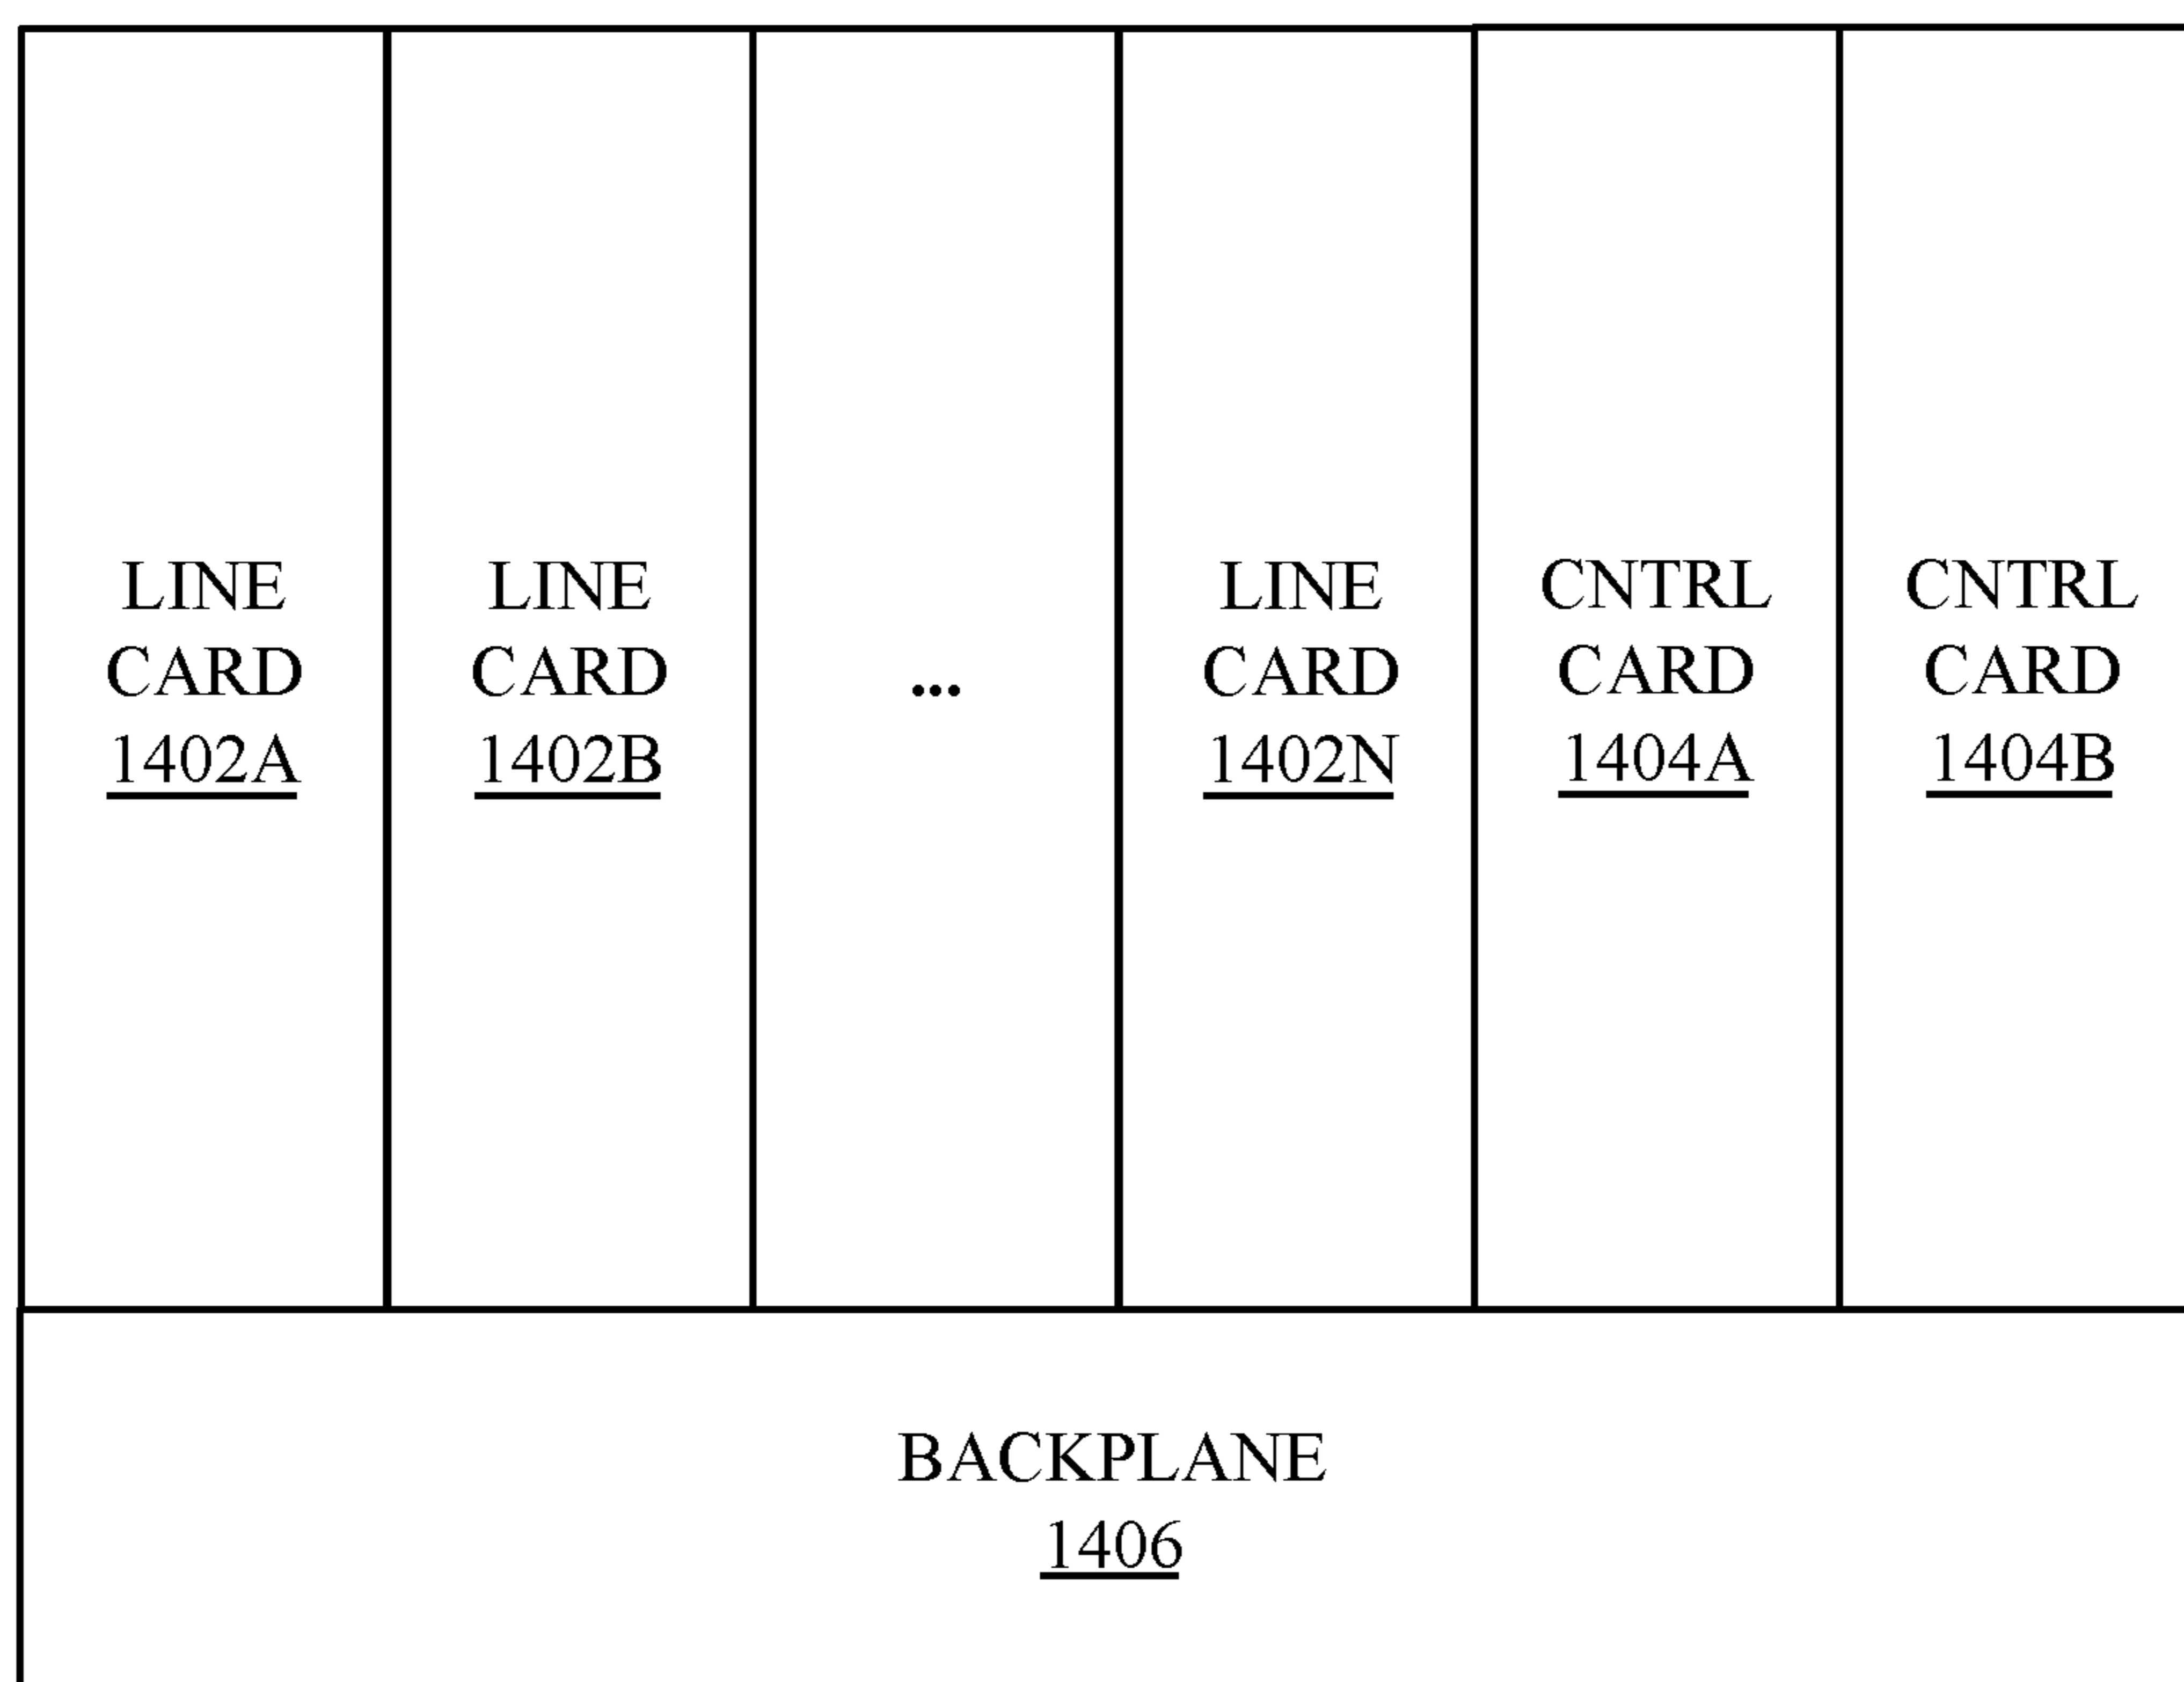 LINE
CARD
1402A
LINE
CARD
1402B
...
LINE
CARD
1402N
CNTRL
CARD
1404A
CNTRL
CARD
1404B
BACKPLANE
1406